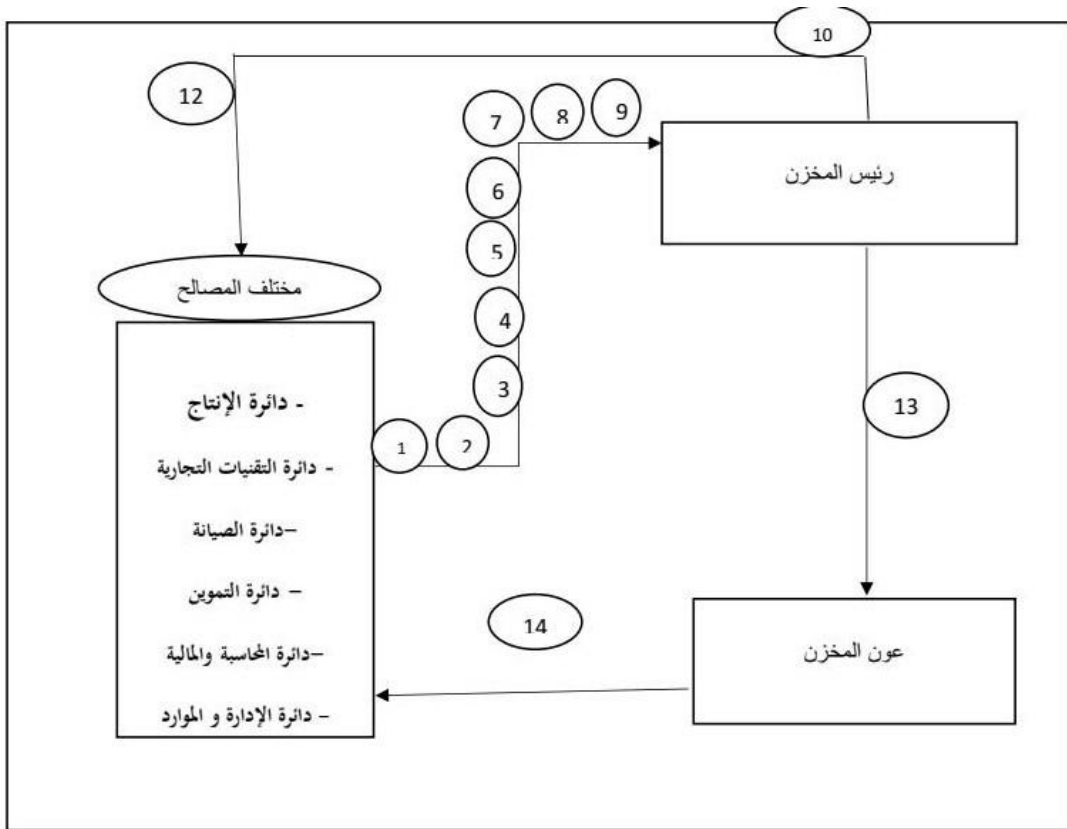 10
12
7
8
9
رئيس المخزن
6
5
مختلف المصالح
4
3
- دائرة الإنتاج
13
1
2
- دائرة التقنيات التجارية
–دائرة الصيانة
– دائرة التموين
14
عون المخزن
–دائرة المحاسبة والمالية
- دائرة الإدارة و الموارد